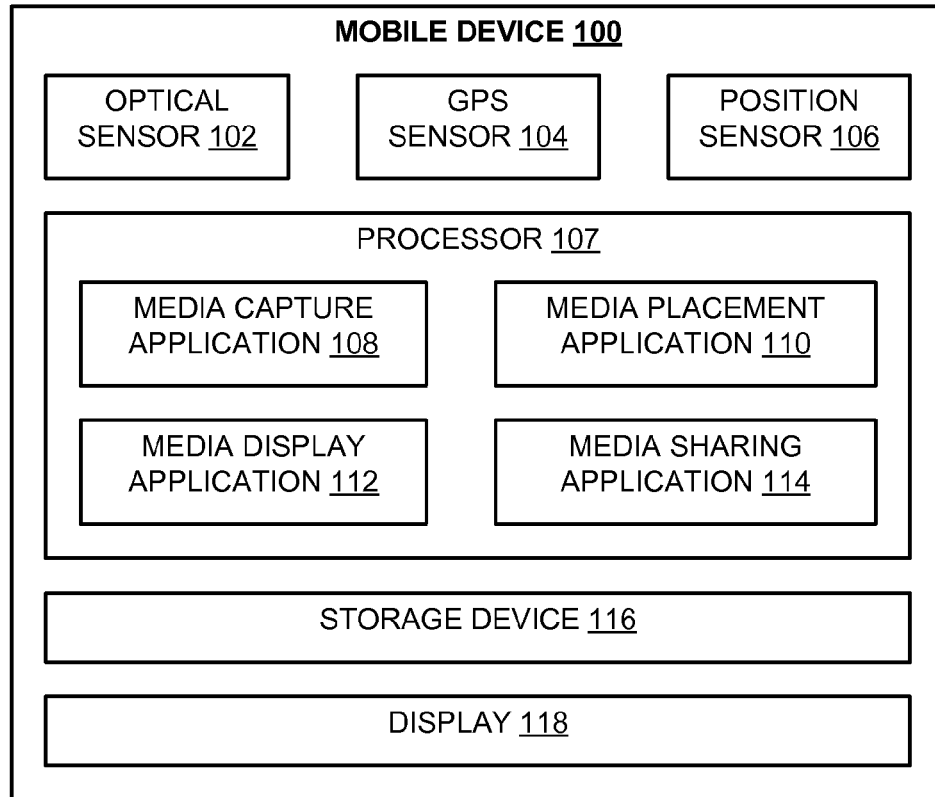 MOBILE DEVICE 100
OPTICAL
SENSOR 102
GPS
SENSOR 104
POSITION
SENSOR 106
PROCESSOR 107
MEDIA CAPTURE
APPLICATION 108
MEDIA PLACEMENT
APPLICATION 110
MEDIA DISPLAY
APPLICATION 112
MEDIA SHARING
APPLICATION 114
STORAGE DEVICE 116
DISPLAY 118